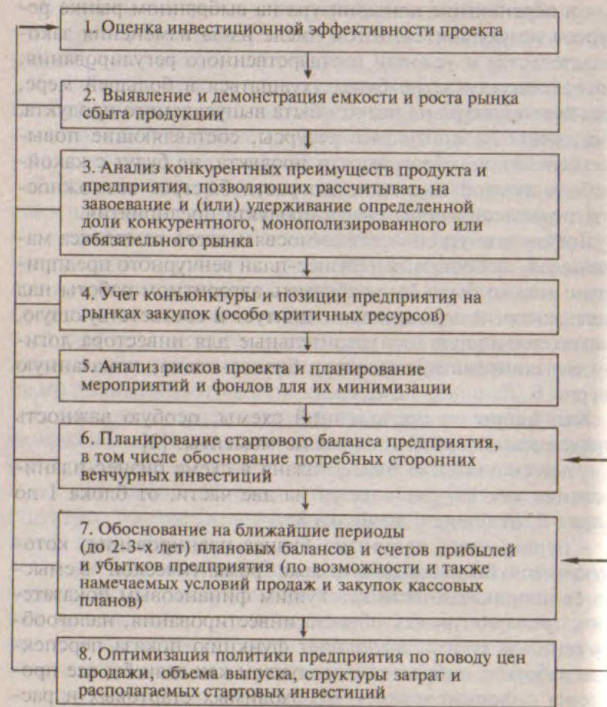 1. Оценка инвестиционной эффективности проекта
2. Выявление и демонстрация емкости и роста рынка
сбыта продукции
3. Анализ конкурентных преимуществ продукта и
предприятия, позволяющих рассчитывать на
завоевание и (или) удерживание определенной
доли конкурентного, монополизированного или
обязательного рынка
4. Учет конъюнктуры и позиции предприятия на
рынках закупок (особо критичных ресурсов)
5. Анализ рисков проекта и планирование
мероприятий и фондов для их минимизации
6. Планирование стартового баланса предприятия,
в том числе обоснование потребных сторонних
венчурных инвестиций
7. Обоснование на ближайшие периоды
(до 2-3-х лет) плановых балансов и счетов прибылей
и убытков предприятия (по возможности и также
намечаемых условий продаж и закупок кассовых
планов)
8. Оптимизация политики предприятия по поводу цен
продажи, объема выпуска, структуры затрат и
располагаемых стартовых инвестиций